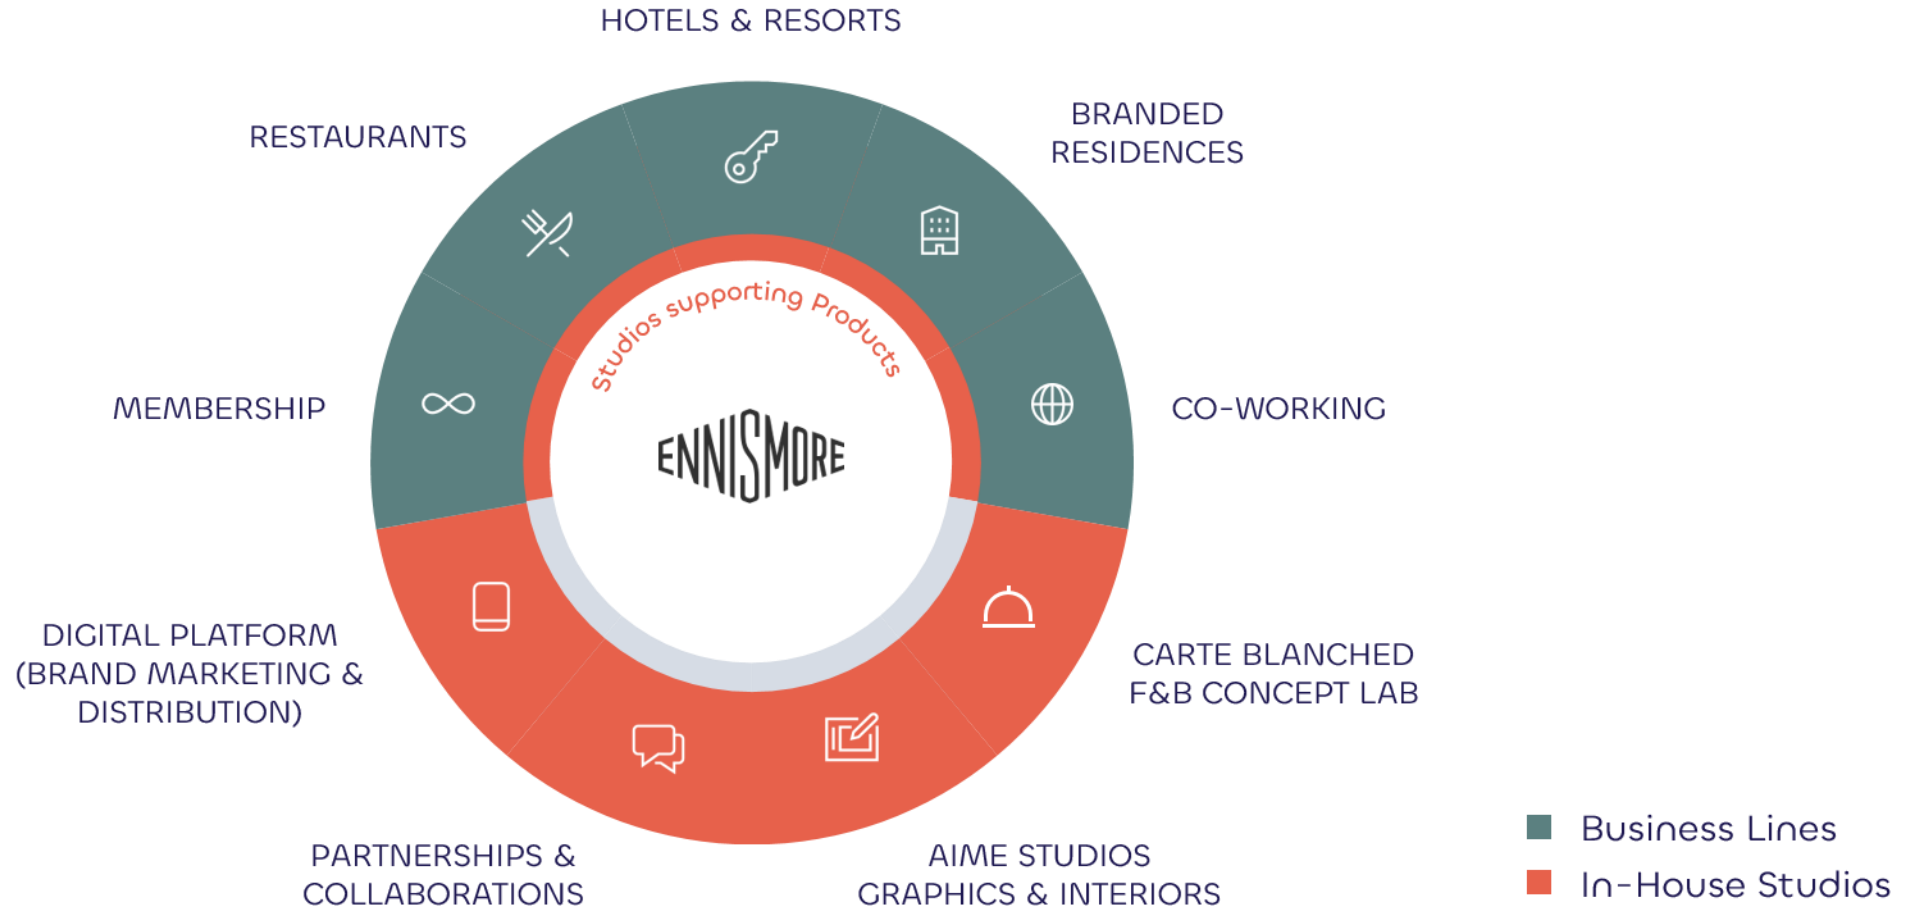 HOTELS & RESORTS
BRANDED
RESIDENCES
RESTAURANTS
Studios supporting Products
MEMBERSHIP
ENNISMORE
CO-WORKING
DIGITAL PLATFORM
(BRAND MARKETING &
DISTRIBUTION)
CARTE BLANCHED
F&B CONCEPT LAB
PARTNERSHIPS &
COLLABORATIONS
AIME STUDIOS
GRAPHICS & INTERIORS
Business Lines
In-House Studios